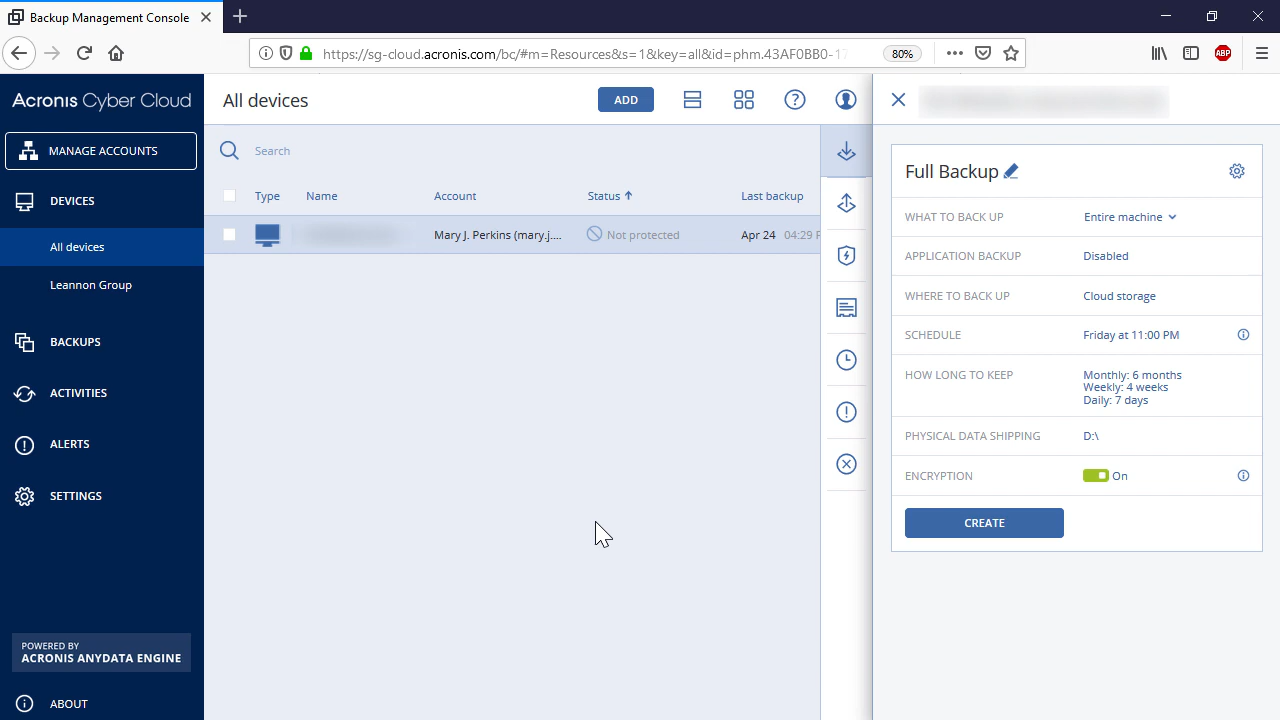 Backup Management Console
https://sg-cloud.acronis.com/bc/#m=Resources&s=1&key=all&id=phm.43AF0BB0-17
80%
ABP
Acronis Cyber Cloud
MANAGE ACCOUNTS
DEVICES
All devices
Leannon Group
BACKUPS
ACTIVITIES
ALERTS
SETTINGS
POWERED BY
ACRONIS ANYDATA ENGINE
ABOUT
All devices
ADD
Search
Type Name Account Status Last backup
Mary J. Perkins (mary.j.... Not protected Apr 24 04:29 P
Full Backup
WHAT TO BACK UP Entire machine
APPLICATION BACKUP Disabled
WHERE TO BACK UP Cloud storage
SCHEDULE Friday at 11:00 PM
HOW LONG TO KEEP Monthly: 6 months
Weekly: 4 weeks
Daily: 7 days
PHYSICAL DATA SHIPPING D:\
ENCRYPTION On
CREATE